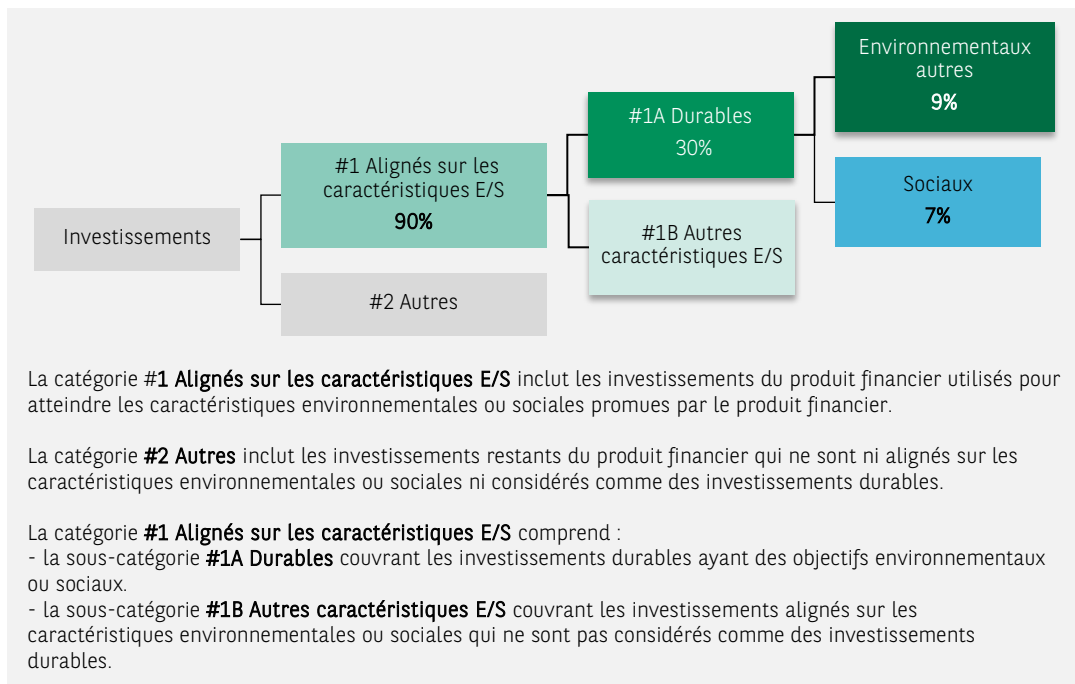 Environnementaux
autres
9%
#1A Durables
30%
#1 Alignés sur les
caractéristiques E/S
90%
Sociaux
7%
Investissements
#1B Autres
caractéristiques E/S
#2 Autres
La catégorie #1 Alignés sur les caractéristiques E/S inclut les investissements du produit financier utilisés pour
atteindre les caractéristiques environnementales ou sociales promues par le produit financier.
La catégorie #2 Autres inclut les investissements restants du produit financier qui ne sont ni alignés sur les
caractéristiques environnementales ou sociales ni considérés comme des investissements durables.
La catégorie #1 Alignés sur les caractéristiques E/S comprend :
- la sous-catégorie #1A Durables couvrant les investissements durables ayant des objectifs environnementaux
ou sociaux.
- la sous-catégorie #1B Autres caractéristiques E/S couvrant les investissements alignés sur les
caractéristiques environnementales ou sociales qui ne sont pas considérés comme des investissements
durables.